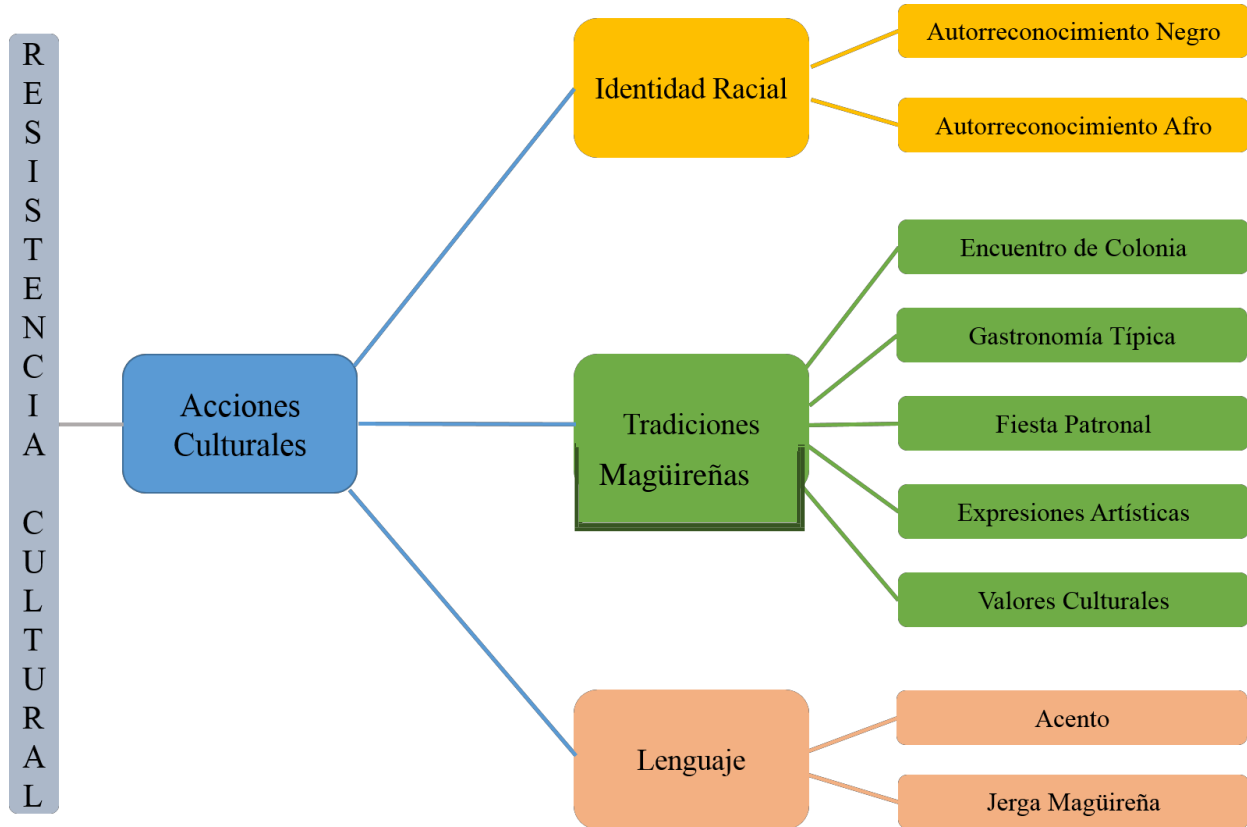 RESISTENCIA CULTURAL
Acciones
Culturales
Identidad Racial
Autorreconocimiento Negro
Autorreconocimiento Afro
Tradiciones
Magüireñas
Encuentro de Colonia
Gastronomía Típica
Fiesta Patronal
Expresiones Artísticas
Valores Culturales
Lenguaje
Acento
Jerga Magüireña